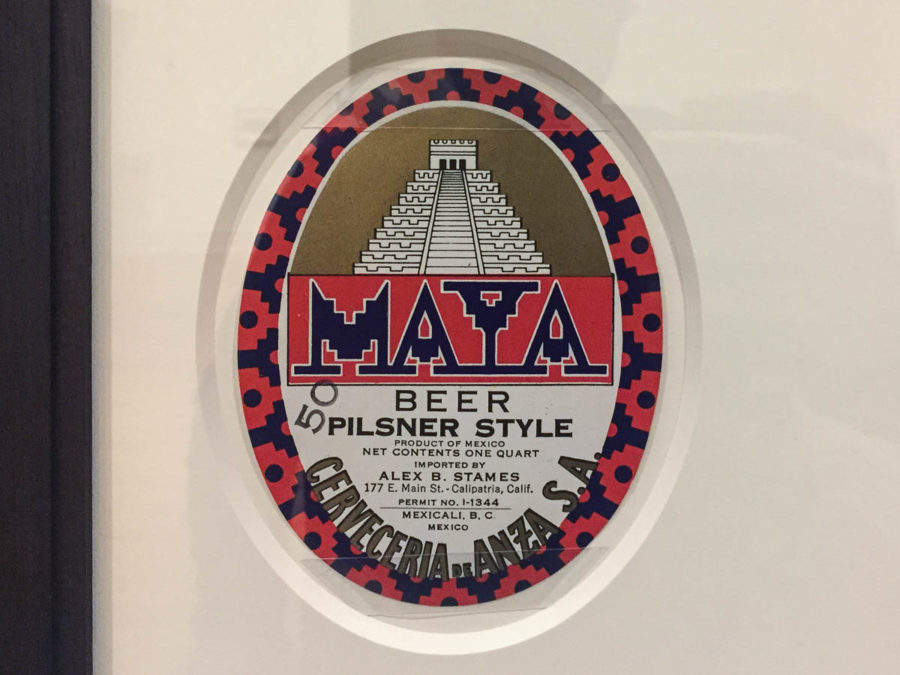 MAYA
BEER
50
PILSNER STYLE
PRODUCT OF MEXICO
NET CONTENTS ONE QUART
IMPORTED BY
ALEX B. STAMES
177 E. Main St. - Calipatria, Calif.
PERMIT NO. I-1344
MEXICALI, B, C
MEXICO
CERVECERIA DE ANZA S.A.